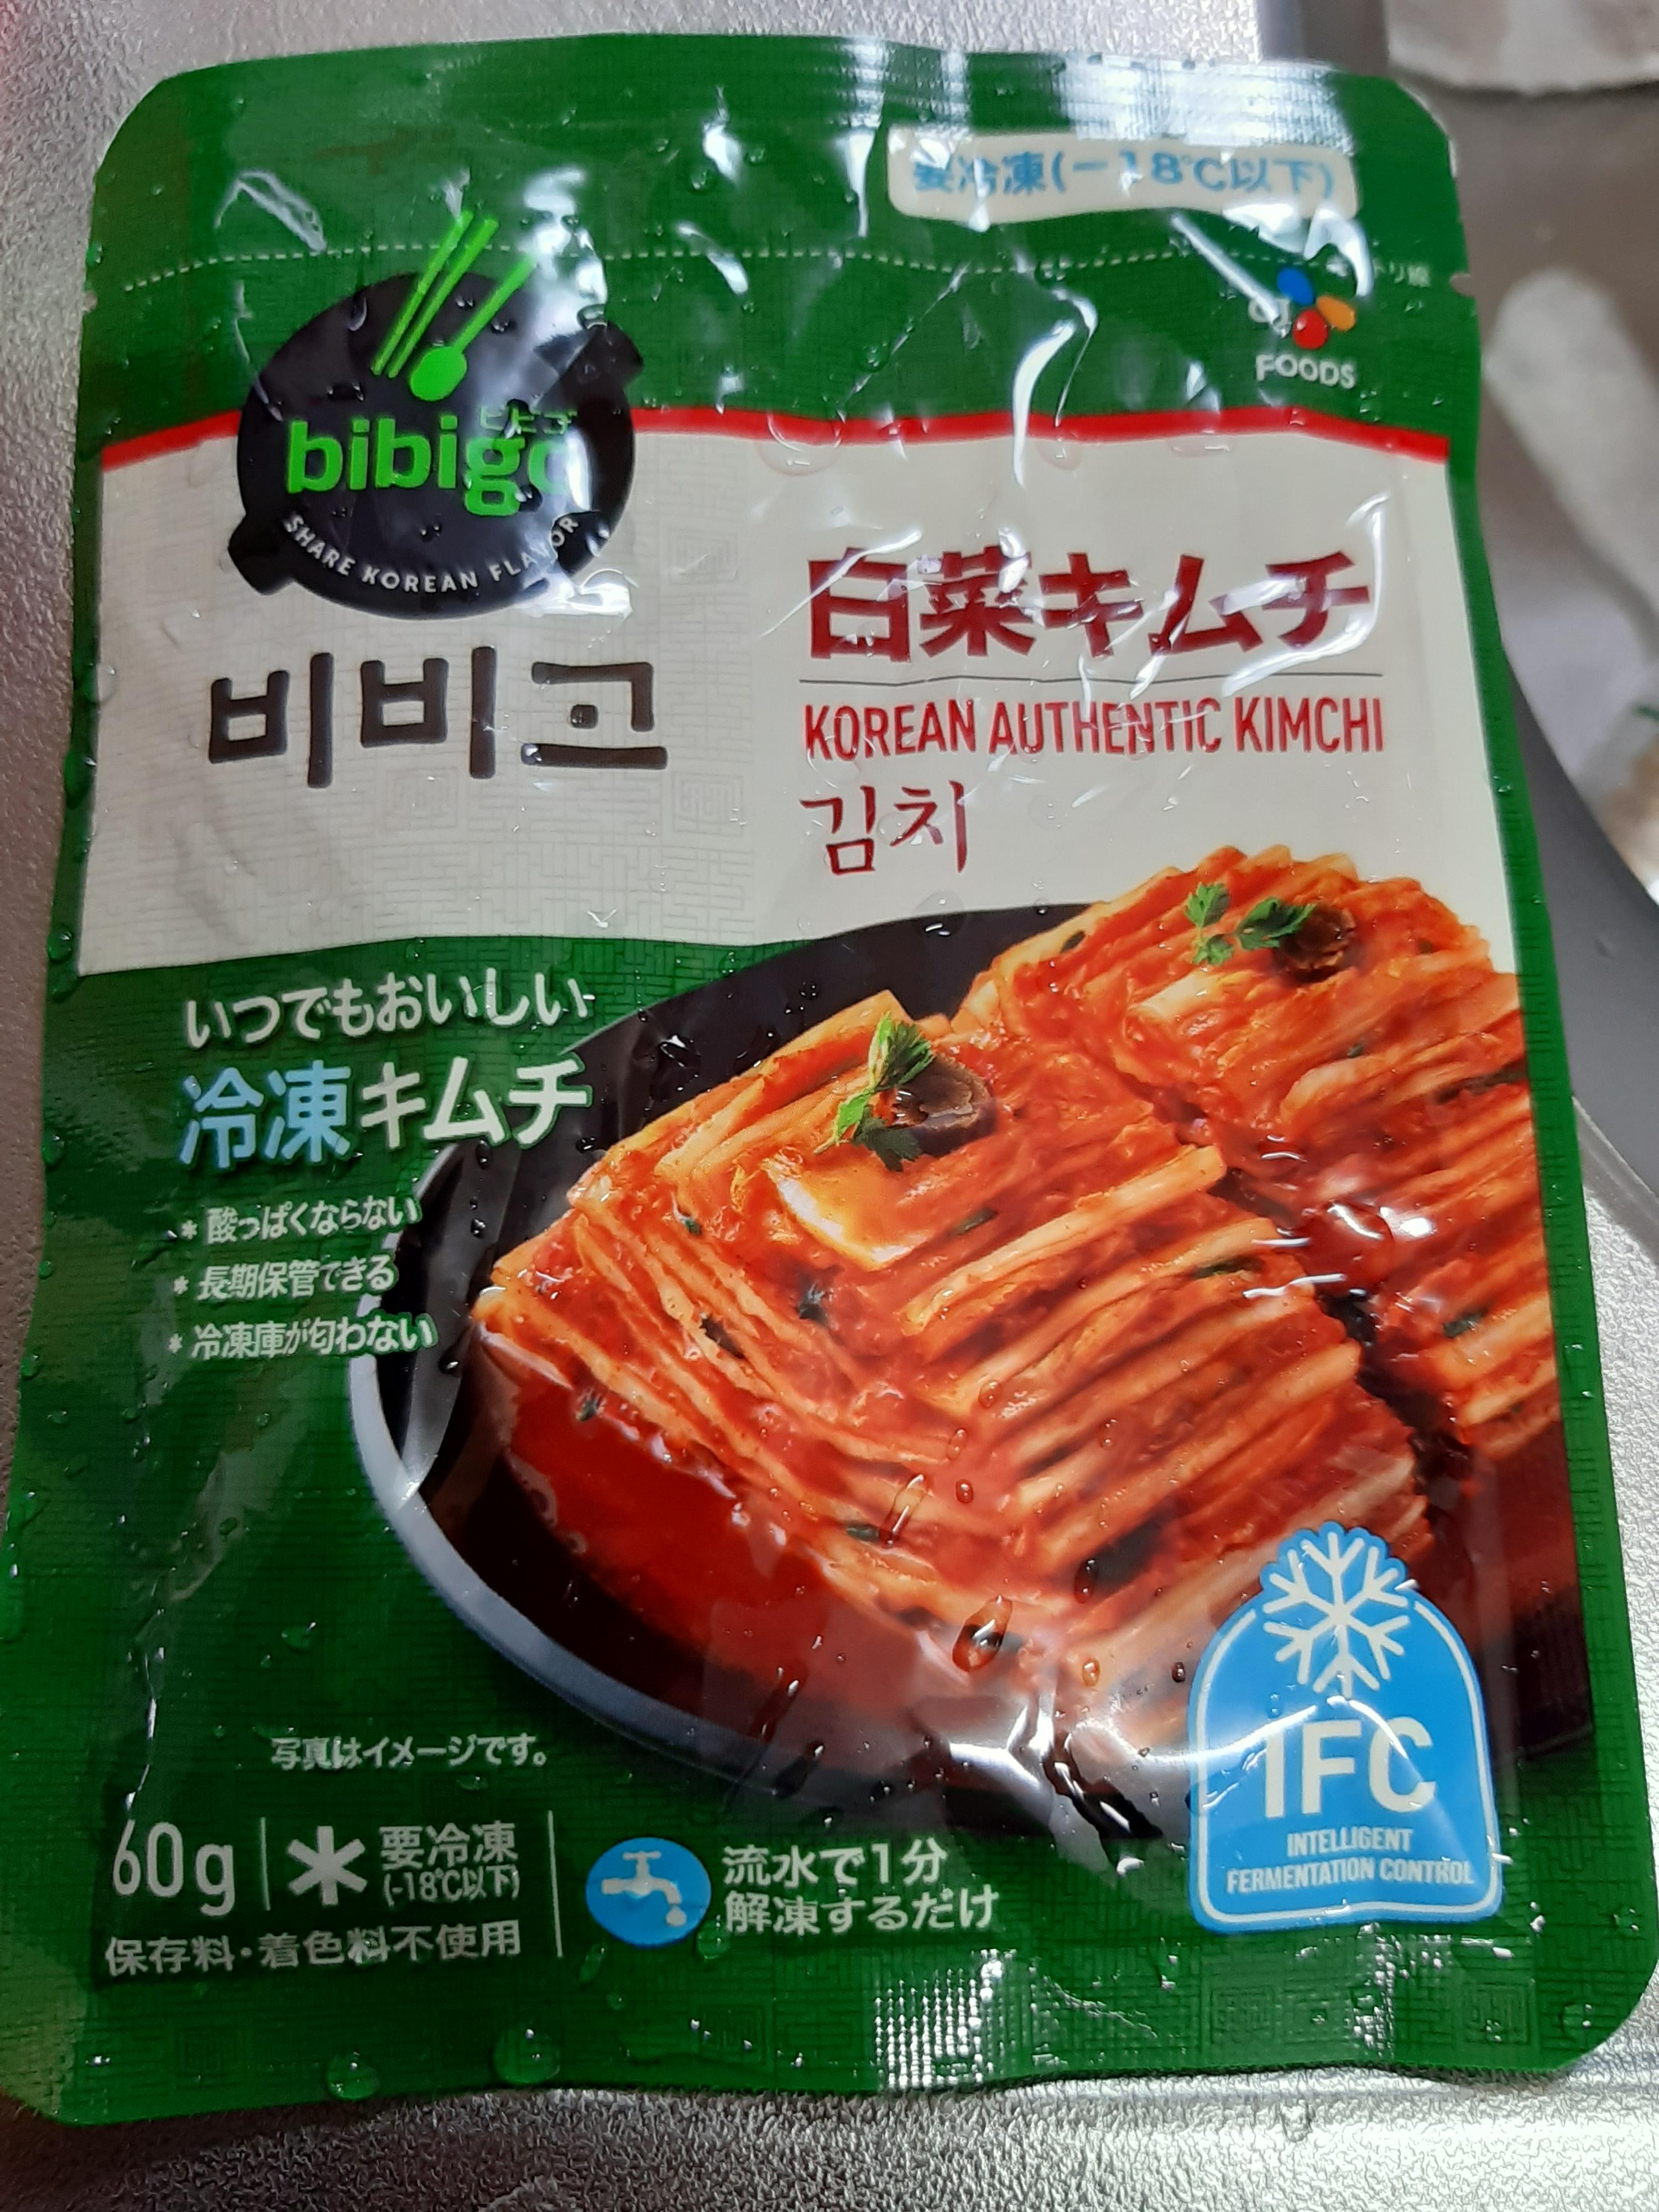 要冷凍(-18℃以下)
トリ線
CJ
FOODS
ビビゴ
bibigo
SHARE KOREAN FLAVOR
비비고
白菜キムチ
KOREAN AUTHENTIC KIMCHI
김치
いつでもおいしい
冷凍キムチ
* 酸っぱくならない
* 長期保管できる
* 冷凍庫が匂わない
写真はイメージです。
60g
要冷凍
(-18℃以下)
保存料・着色料不使用
流水で1分
解凍するだけ
IFC
INTELLIGENT
FERMENTATION CONTROL